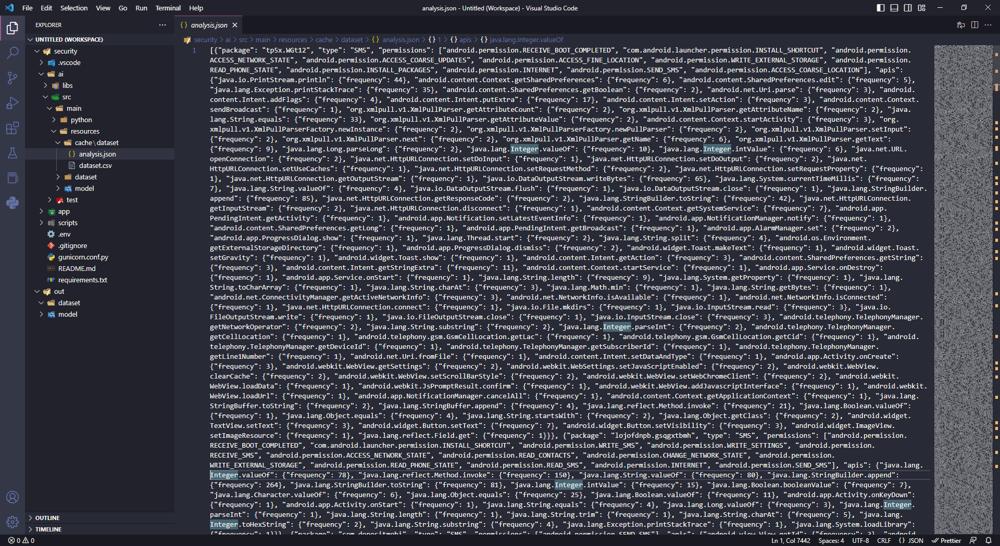 File Edit Selection View Go Run Terminal Help
analysis.json - Untitled (Workspace) - Visual Studio Code
EXPLORER
UNTITLED (WORKSPACE)
security
.vscode
ai
libs
src
main
python
resources
cache\dataset
analysis.json
dataset.csv
dataset
model
test
app
scripts
.env
.gitignore
gunicorn.conf.py
README.md
requirements.txt
out
dataset
model
OUTLINE
TIMELINE
{} analysis.json
security > ai > src > main > resources > cache > dataset > {} analysis.json > {} 1 > {} apis > {} java.lang.Integer.valueOf
1
[{"package": "tp5x.WGt12", "type": "SMS", "permissions": ["android.permission.RECEIVE_BOOT_COMPLETED", "com.android.launcher.permission.INSTALL_SHORTCUT", "android.permission.
ACCESS_NETWORK_STATE", "android.permission.ACCESS_COARSE_UPDATES", "android.permission.ACCESS_FINE_LOCATION", "android.permission.WRITE_EXTERNAL_STORAGE", "android.permission.
READ_PHONE_STATE", "android.permission.INSTALL_PACKAGES", "android.permission.INTERNET", "android.permission.SEND_SMS", "android.permission.ACCESS_COARSE_LOCATION"], "apis":
{"java.io.PrintStream.println": {"frequency": 44}, "android.content.Context.getSharedPreferences": {"frequency": 6}, "android.content.SharedPreferences.edit": {"frequency": 5},
"java.lang.Exception.printStackTrace": {"frequency": 35}, "android.content.SharedPreferences.getBoolean": {"frequency": 2}, "android.net.Uri.parse": {"frequency": 3}, "android.
content.Intent.addFlags": {"frequency": 4}, "android.content.Intent.putExtra": {"frequency": 17}, "android.content.Intent.setAction": {"frequency": 3}, "android.content.Context.
sendBroadcast": {"frequency": 1}, "org.xmlpull.v1.XmlPullParser.getAttributeCount": {"frequency": 2}, "org.xmlpull.v1.XmlPullParser.getAttributeName": {"frequency": 2}, "java.
lang.String.equals": {"frequency": 33}, "org.xmlpull.v1.XmlPullParser.getAttributeValue": {"frequency": 2}, "android.content.Context.startActivity": {"frequency": 3}, "org.
xmlpull.v1.XmlPullParserFactory.newInstance": {"frequency": 2}, "org.xmlpull.v1.XmlPullParserFactory.newPullParser": {"frequency": 2}, "org.xmlpull.v1.XmlPullParser.setInput":
{"frequency": 2}, "org.xmlpull.v1.XmlPullParser.next": {"frequency": 2}, "org.xmlpull.v1.XmlPullParser.getName": {"frequency": 6}, "org.xmlpull.v1.XmlPullParser.getText":
{"frequency": 9}, "java.lang.Long.parseLong": {"frequency": 2}, "java.lang.Integer.valueOf": {"frequency": 10}, "java.lang.Integer.intValue": {"frequency": 6}, "java.net.URL.
openConnection": {"frequency": 2}, "java.net.HttpURLConnection.setDoInput": {"frequency": 1}, "java.net.HttpURLConnection.setDoOutput": {"frequency": 2}, "java.net.
HttpURLConnection.setUseCaches": {"frequency": 1}, "java.net.HttpURLConnection.setRequestMethod": {"frequency": 2}, "java.net.HttpURLConnection.setRequestProperty": {"frequency":
1}, "java.net.HttpURLConnection.getOutputStream": {"frequency": 1}, "java.io.DataOutputStream.writeBytes": {"frequency": 65}, "java.lang.System.currentTimeMillis": {"frequency":
7}, "java.lang.String.valueOf": {"frequency": 4}, "java.io.DataOutputStream.flush": {"frequency": 1}, "java.io.DataOutputStream.close": {"frequency": 1}, "java.lang.StringBuilder.
append": {"frequency": 85}, "java.net.HttpURLConnection.getResponseCode": {"frequency": 2}, "java.lang.StringBuilder.toString": {"frequency": 42}, "java.net.HttpURLConnection.
getInputStream": {"frequency": 2}, "java.net.HttpURLConnection.disconnect": {"frequency": 1}, "android.content.Context.getSystemService": {"frequency": 7}, "android.app.
PendingIntent.getActivity": {"frequency": 1}, "android.app.Notification.setLatestEventInfo": {"frequency": 1}, "android.app.NotificationManager.notify": {"frequency": 1},
"android.content.SharedPreferences.getLong": {"frequency": 1}, "android.app.PendingIntent.getBroadcast": {"frequency": 1}, "android.app.AlarmManager.set": {"frequency": 2},
"android.app.ProgressDialog.show": {"frequency": 1}, "java.lang.Thread.start": {"frequency": 2}, "java.lang.String.split": {"frequency": 4}, "android.os.Environment.
getExternalStorageDirectory": {"frequency": 1}, "android.app.ProgressDialog.dismiss": {"frequency": 2}, "android.widget.Toast.makeText": {"frequency": 1}, "android.widget.Toast.
setGravity": {"frequency": 1}, "android.widget.Toast.show": {"frequency": 1}, "android.content.Intent.getAction": {"frequency": 3}, "android.content.SharedPreferences.getString":
{"frequency": 3}, "android.content.Intent.getStringExtra": {"frequency": 11}, "android.content.Context.startService": {"frequency": 1}, "android.app.Service.onDestroy":
{"frequency": 1}, "android.app.Service.onStart": {"frequency": 1}, "java.lang.String.length": {"frequency": 9}, "java.lang.System.getProperty": {"frequency": 1}, "java.lang.
String.toCharArray": {"frequency": 1}, "java.lang.String.charAt": {"frequency": 3}, "java.lang.Math.min": {"frequency": 1}, "java.lang.String.getBytes": {"frequency": 1},
"android.net.ConnectivityManager.getActiveNetworkInfo": {"frequency": 3}, "android.net.NetworkInfo.isAvailable": {"frequency": 1}, "android.net.NetworkInfo.isConnected":
{"frequency": 1}, "java.net.HttpURLConnection.connect": {"frequency": 1}, "java.io.File.mkdirs": {"frequency": 1}, "java.io.InputStream.read": {"frequency": 3}, "java.io.
FileOutputStream.write": {"frequency": 1}, "java.io.FileOutputStream.close": {"frequency": 1}, "java.io.InputStream.close": {"frequency": 3}, "android.telephony.TelephonyManager.
getNetworkOperator": {"frequency": 2}, "java.lang.String.substring": {"frequency": 2}, "java.lang.Integer.parseInt": {"frequency": 2}, "android.telephony.TelephonyManager.
getCellLocation": {"frequency": 1}, "android.telephony.gsm.GsmCellLocation.getLac": {"frequency": 1}, "android.telephony.gsm.GsmCellLocation.getCid": {"frequency": 1}, "android.
telephony.TelephonyManager.getDeviceId": {"frequency": 1}, "android.telephony.TelephonyManager.getSubscriberId": {"frequency": 1}, "android.telephony.TelephonyManager.
getLine1Number": {"frequency": 1}, "android.net.Uri.fromFile": {"frequency": 1}, "android.content.Intent.setDataAndType": {"frequency": 1}, "android.app.Activity.onCreate":
{"frequency": 3}, "android.webkit.WebView.getSettings": {"frequency": 2}, "android.webkit.WebSettings.setJavaScriptEnabled": {"frequency": 2}, "android.webkit.WebView.
clearCache": {"frequency": 2}, "android.webkit.WebView.setScrollBarStyle": {"frequency": 2}, "android.webkit.WebView.setWebChromeClient": {"frequency": 2}, "android.webkit.
WebView.loadData": {"frequency": 1}, "android.webkit.JsPromptResult.confirm": {"frequency": 1}, "android.webkit.WebView.addJavascriptInterface": {"frequency": 1}, "android.webkit.
WebView.loadUrl": {"frequency": 1}, "android.app.NotificationManager.cancelAll": {"frequency": 1}, "android.content.Context.getApplicationContext": {"frequency": 1}, "java.lang.
StringBuffer.toString": {"frequency": 2}, "java.lang.StringBuffer.append": {"frequency": 4}, "java.lang.reflect.Method.invoke": {"frequency": 21}, "java.lang.Boolean.valueOf":
{"frequency": 1}, "java.lang.Object.equals": {"frequency": 4}, "java.lang.String.startsWith": {"frequency": 2}, "java.lang.Object.getClass": {"frequency": 2}, "android.widget.
TextView.setText": {"frequency": 3}, "android.widget.Button.setText": {"frequency": 7}, "android.widget.Button.setVisibility": {"frequency": 3}, "android.widget.ImageView.
setImageResource": {"frequency": 1}, "java.lang.reflect.Field.get": {"frequency": 1}}}, {"package": "lojofdnpb.gsqgxtbmh", "type": "SMS", "permissions": ["android.permission.
RECEIVE_BOOT_COMPLETED", "com.android.launcher.permission.INSTALL_SHORTCUT", "android.permission.WRITE_SMS", "android.permission.WRITE_SETTINGS", "android.permission.
RECEIVE_SMS", "android.permission.ACCESS_NETWORK_STATE", "android.permission.READ_CONTACTS", "android.permission.CHANGE_NETWORK_STATE", "android.permission.
WRITE_EXTERNAL_STORAGE", "android.permission.READ_PHONE_STATE", "android.permission.READ_SMS", "android.permission.INTERNET", "android.permission.SEND_SMS"], "apis": {"java.lang.
Integer.valueOf": {"frequency": 78}, "java.lang.reflect.Method.invoke": {"frequency": 150}, "java.lang.String.valueOf": {"frequency": 80}, "java.lang.StringBuilder.append":
{"frequency": 264}, "java.lang.StringBuilder.toString": {"frequency": 81}, "java.lang.Integer.intValue": {"frequency": 15}, "java.lang.Boolean.booleanValue": {"frequency": 7},
"java.lang.Character.valueOf": {"frequency": 6}, "java.lang.Object.equals": {"frequency": 25}, "java.lang.Boolean.valueOf": {"frequency": 11}, "android.app.Activity.onKeyDown":
{"frequency": 1}, "android.app.Activity.onStart": {"frequency": 1}, "java.lang.String.equals": {"frequency": 4}, "java.lang.Long.valueOf": {"frequency": 3}, "java.lang.Integer.
parseInt": {"frequency": 1}, "java.lang.String.length": {"frequency": 1}, "java.lang.String.trim": {"frequency": 1}, "java.lang.String.charAt": {"frequency": 5}, "java.lang.
Integer.toHexString": {"frequency": 2}, "java.lang.String.substring": {"frequency": 4}, "java.lang.Exception.printStackTrace": {"frequency": 1}, "java.lang.System.loadLibrary":
{"frequency": 1}}}, {"package": "com.depositmobi", "type": "SMS", "permissions": ["android.permission.SEND_SMS"], "apis": {"android.view.View.getId": {"frequency": 3}, "android.
0 0
Ln 1, Col 7442 Spaces: 4 UTF-8 CRLF {} JSON Prettier